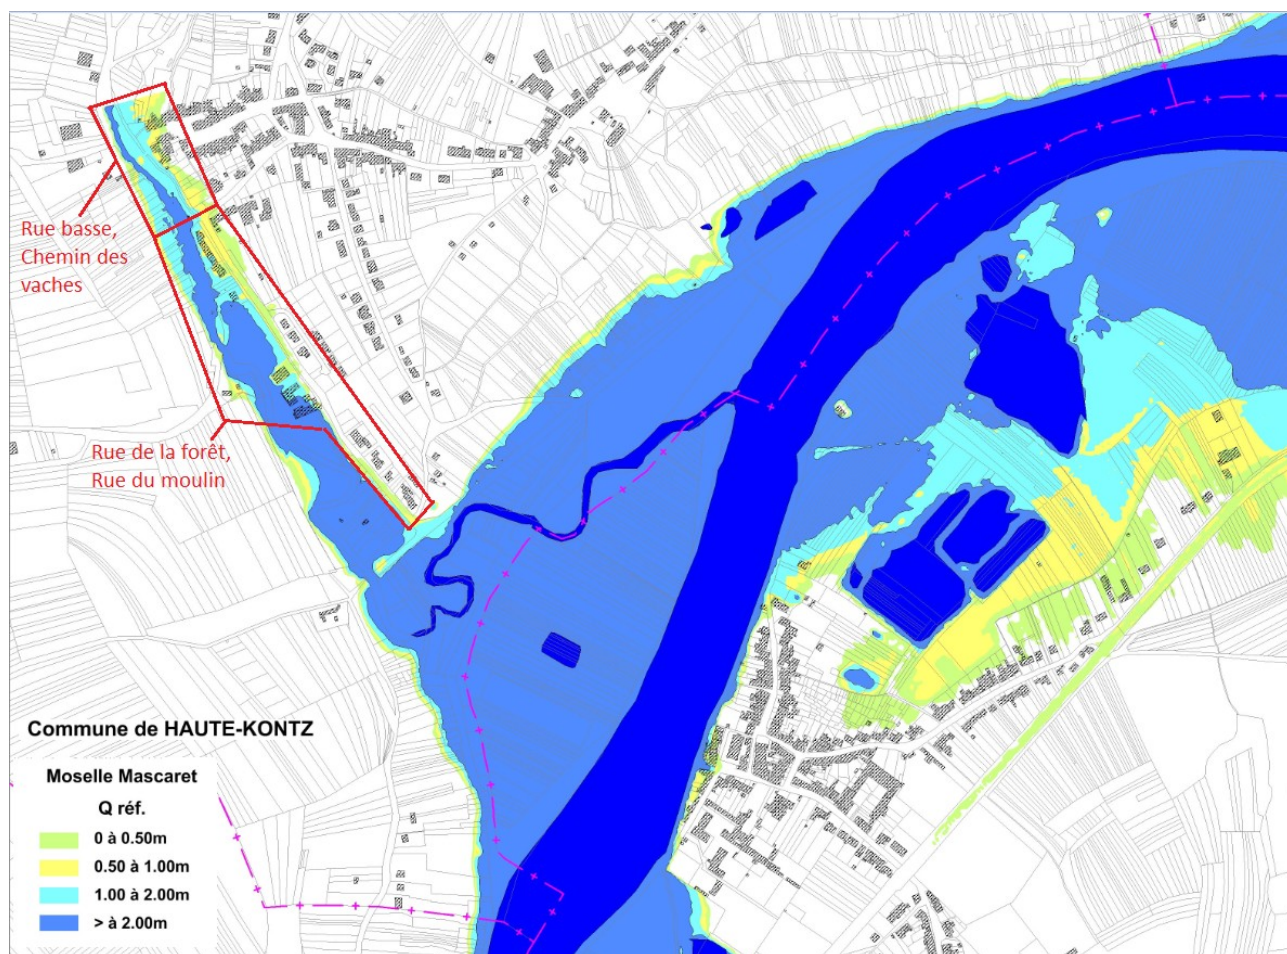 Rue basse,
Chemin des
vaches
Rue de la forêt,
Rue du moulin
Commune de HAUTE-KONTZ
Moselle Mascaret
Q réf.
0 à 0.50m
0.50 à 1.00m
1.00 à 2.00m
> à 2.00m